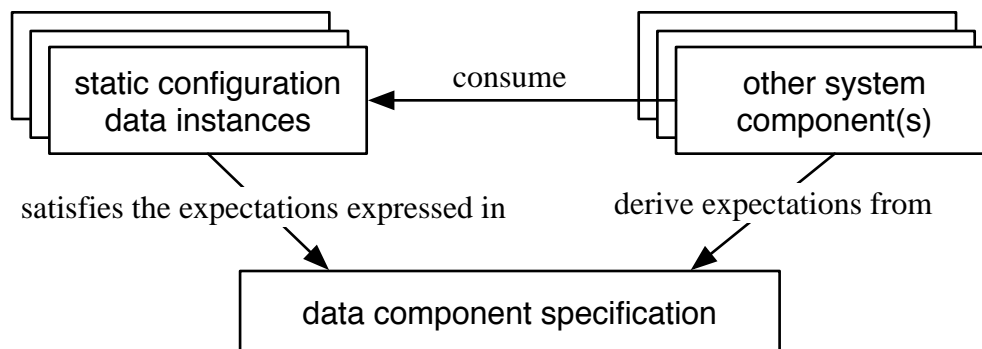 static configuration
data instances
consume
other system
component(s)
satisfies the expectations expressed in
derive expectations from
data component specification